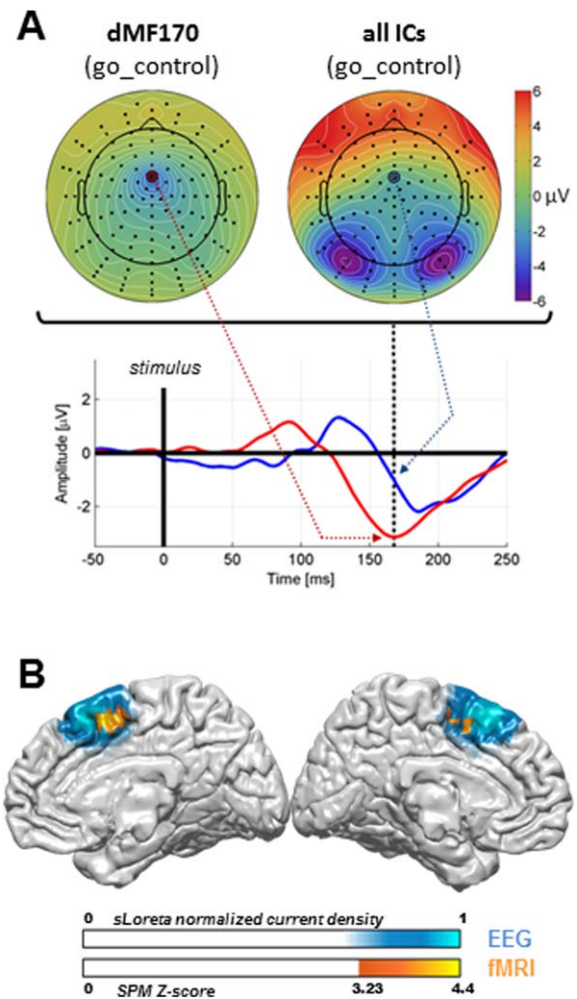 A
dMF170
(go_control)
all ICs
(go_control)
6
4
2
0 μV
-2
-4
-6
stimulus
Amplitude [μV]
2
0
-2
-50 0 50 100 150 200 250
Time [ms]
B
0 sLoreta normalized current density 1
EEG
fMRI
0 SPM Z-score 3.23 4.4